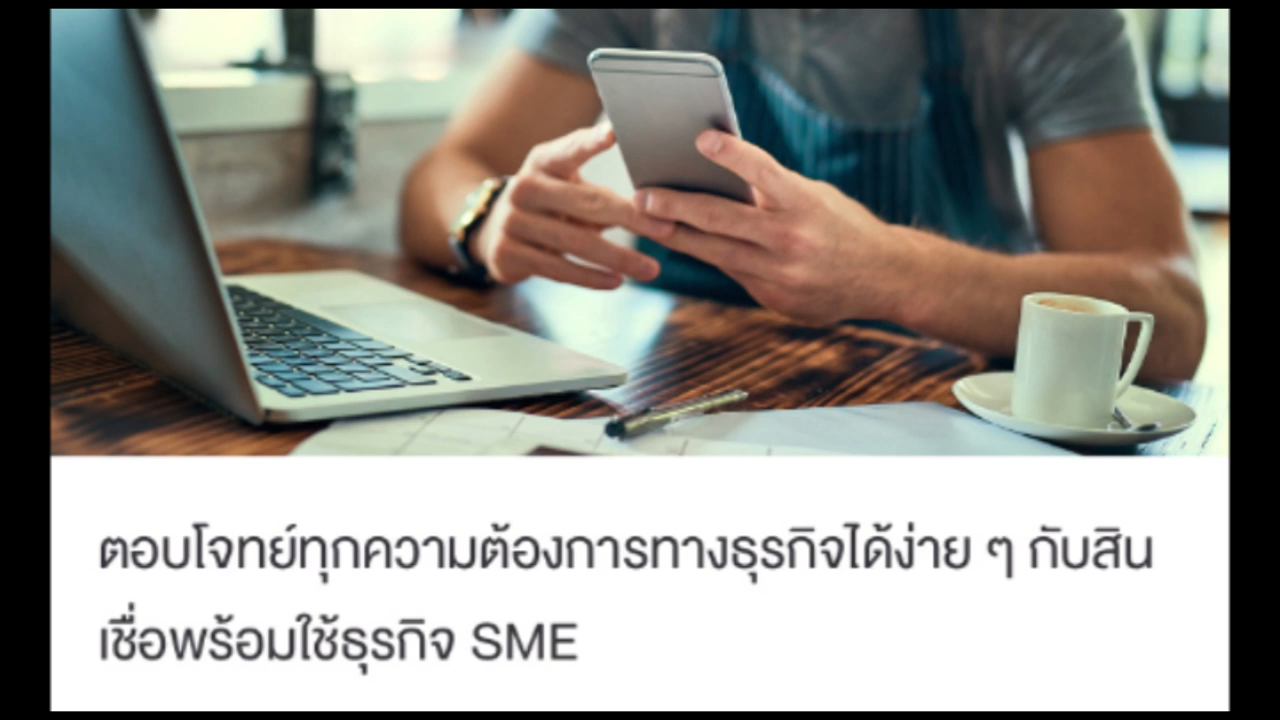 ตอบโจทย์ทุกความต้องการทางธุรกิจได้ง่าย ๆ กับสิน
เชื่อพร้อมใช้ธุรกิจ SME